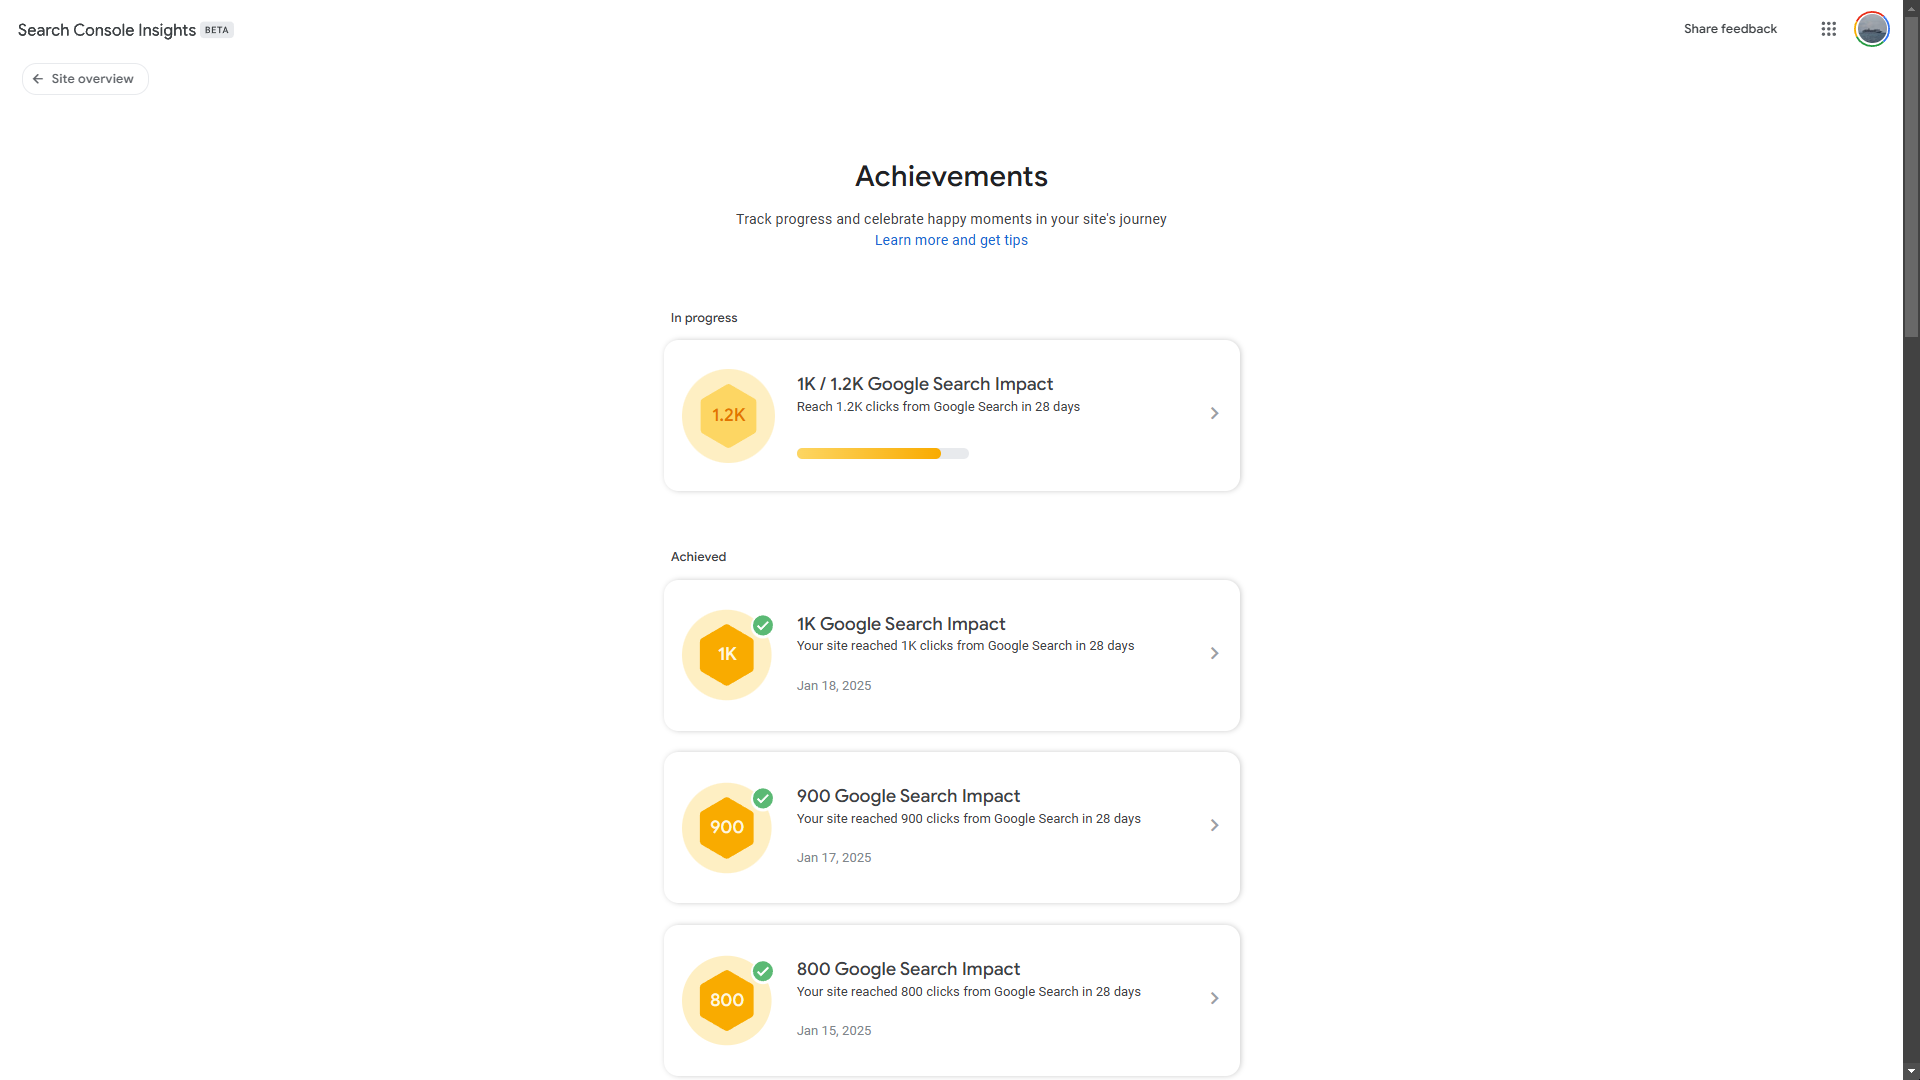 Search Console Insights BETA
Share feedback
Site overview
Achievements
Track progress and celebrate happy moments in your site's journey
Learn more and get tips
In progress
1.2K
1K / 1.2K Google Search Impact
Reach 1.2K clicks from Google Search in 28 days
Achieved
1K
1K Google Search Impact
Your site reached 1K clicks from Google Search in 28 days
Jan 18, 2025
900
900 Google Search Impact
Your site reached 900 clicks from Google Search in 28 days
Jan 17, 2025
800
800 Google Search Impact
Your site reached 800 clicks from Google Search in 28 days
Jan 15, 2025